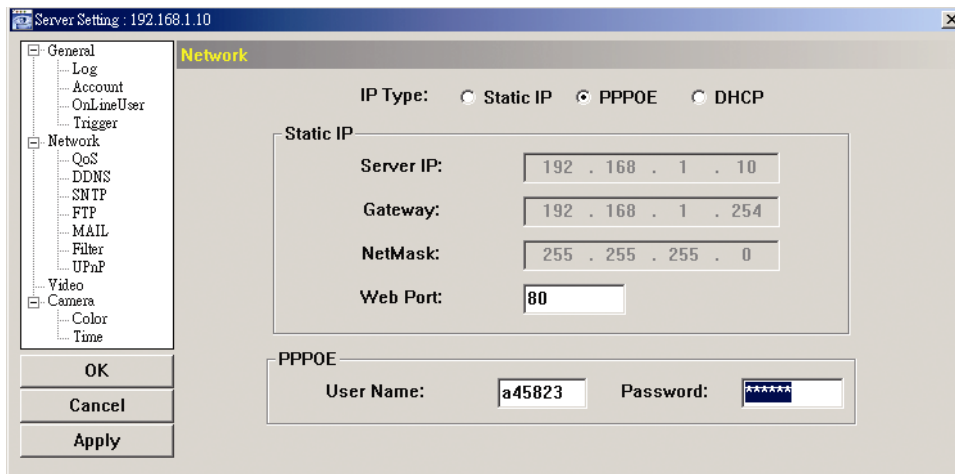 Server Setting : 192.168.1.10
General
Log
Account
OnLineUser
Trigger
Network
QoS
DDNS
SNTP
FTP
MAIL
Filter
UPnP
Video
Camera
Color
Time
OK
Cancel
Apply
Network
IP Type: Static IP PPPOE DHCP
Static IP
Server IP: 192 . 168 . 1 . 10
Gateway: 192 . 168 . 1 . 254
NetMask: 255 . 255 . 255 . 0
Web Port: 80
PPPOE
User Name: a45823 Password: ******